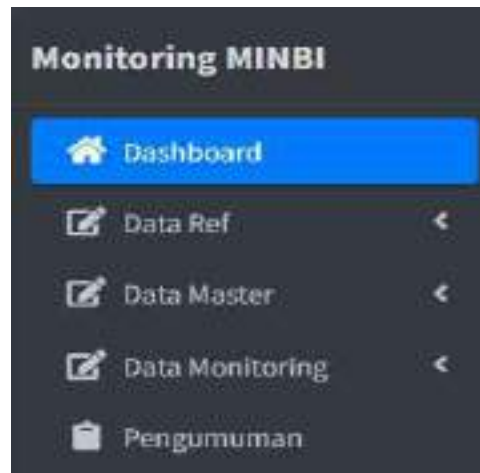 Monitoring MINBI
Dashboard
Data Ref
Data Master
Data Monitoring
Pengumuman